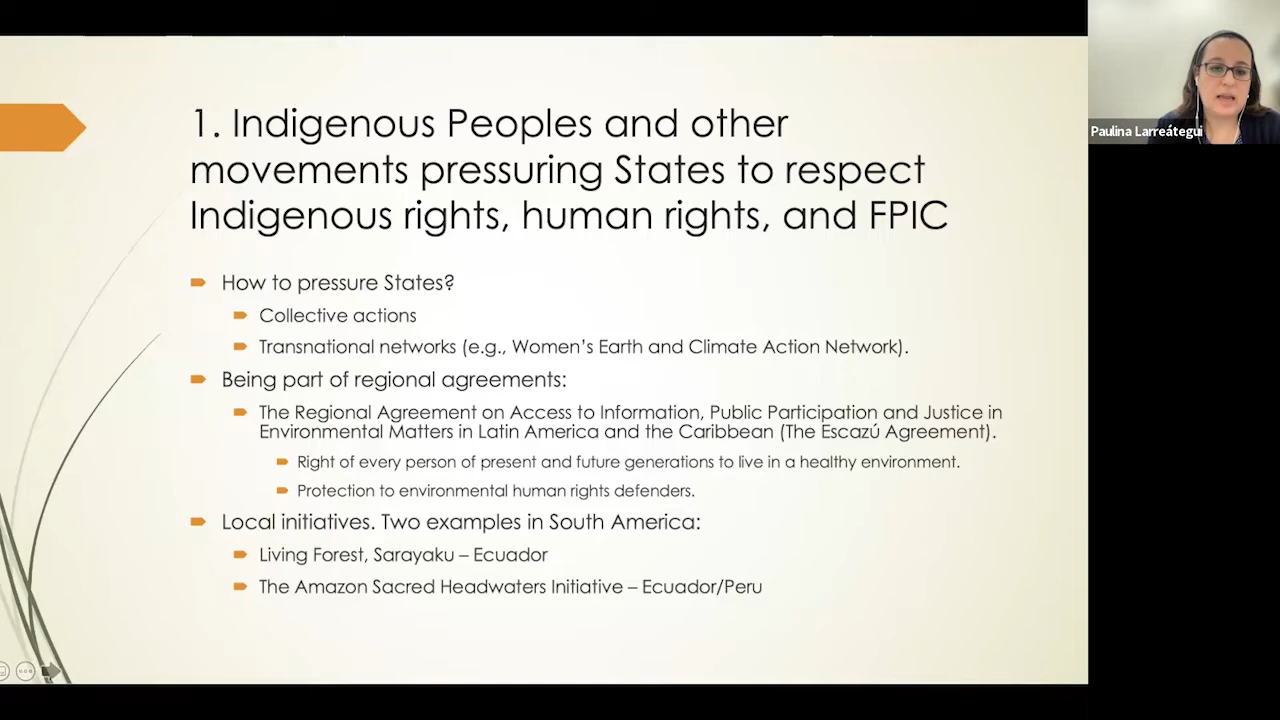 1. Indigenous Peoples and other
movements pressuring States to respect
Indigenous rights, human rights, and FPIC
How to pressure States?
Collective actions
Transnational networks (e.g., Women's Earth and Climate Action Network).
Being part of regional agreements:
The Regional Agreement on Access to Information, Public Participation and Justice in
Environmental Matters in Latin America and the Caribbean (The Escazú Agreement).
Right of every person of present and future generations to live in a healthy environment.
Protection to environmental human rights defenders.
Local initiatives. Two examples in South America:
Living Forest, Sarayaku – Ecuador
The Amazon Sacred Headwaters Initiative – Ecuador/Peru
Paulina Larreátegui